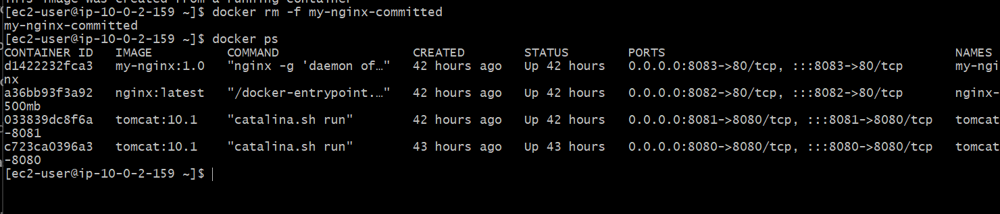 This image was created from a running container
[ec2-user@ip-10-0-2-159 ~]$ docker rm -f my-nginx-committed
my-nginx-committed
[ec2-user@ip-10-0-2-159 ~]$ docker ps
CONTAINER ID   IMAGE          COMMAND                  CREATED        STATUS        PORTS                                       NAMES
d1422232fca3   my-nginx:1.0   "nginx -g 'daemon of…"   42 hours ago   Up 42 hours   0.0.0.0:8083->80/tcp, :::8083->80/tcp       my-ngi
nx
a36bb93f3a92   nginx:latest   "/docker-entrypoint.…"   42 hours ago   Up 42 hours   0.0.0.0:8082->80/tcp, :::8082->80/tcp       nginx-
500mb
033839dc8f6a   tomcat:10.1    "catalina.sh run"        42 hours ago   Up 42 hours   0.0.0.0:8081->8080/tcp, :::8081->8080/tcp   tomcat
-8081
c723ca0396a3   tomcat:10.1    "catalina.sh run"        43 hours ago   Up 43 hours   0.0.0.0:8080->8080/tcp, :::8080->8080/tcp   tomcat
-8080
[ec2-user@ip-10-0-2-159 ~]$